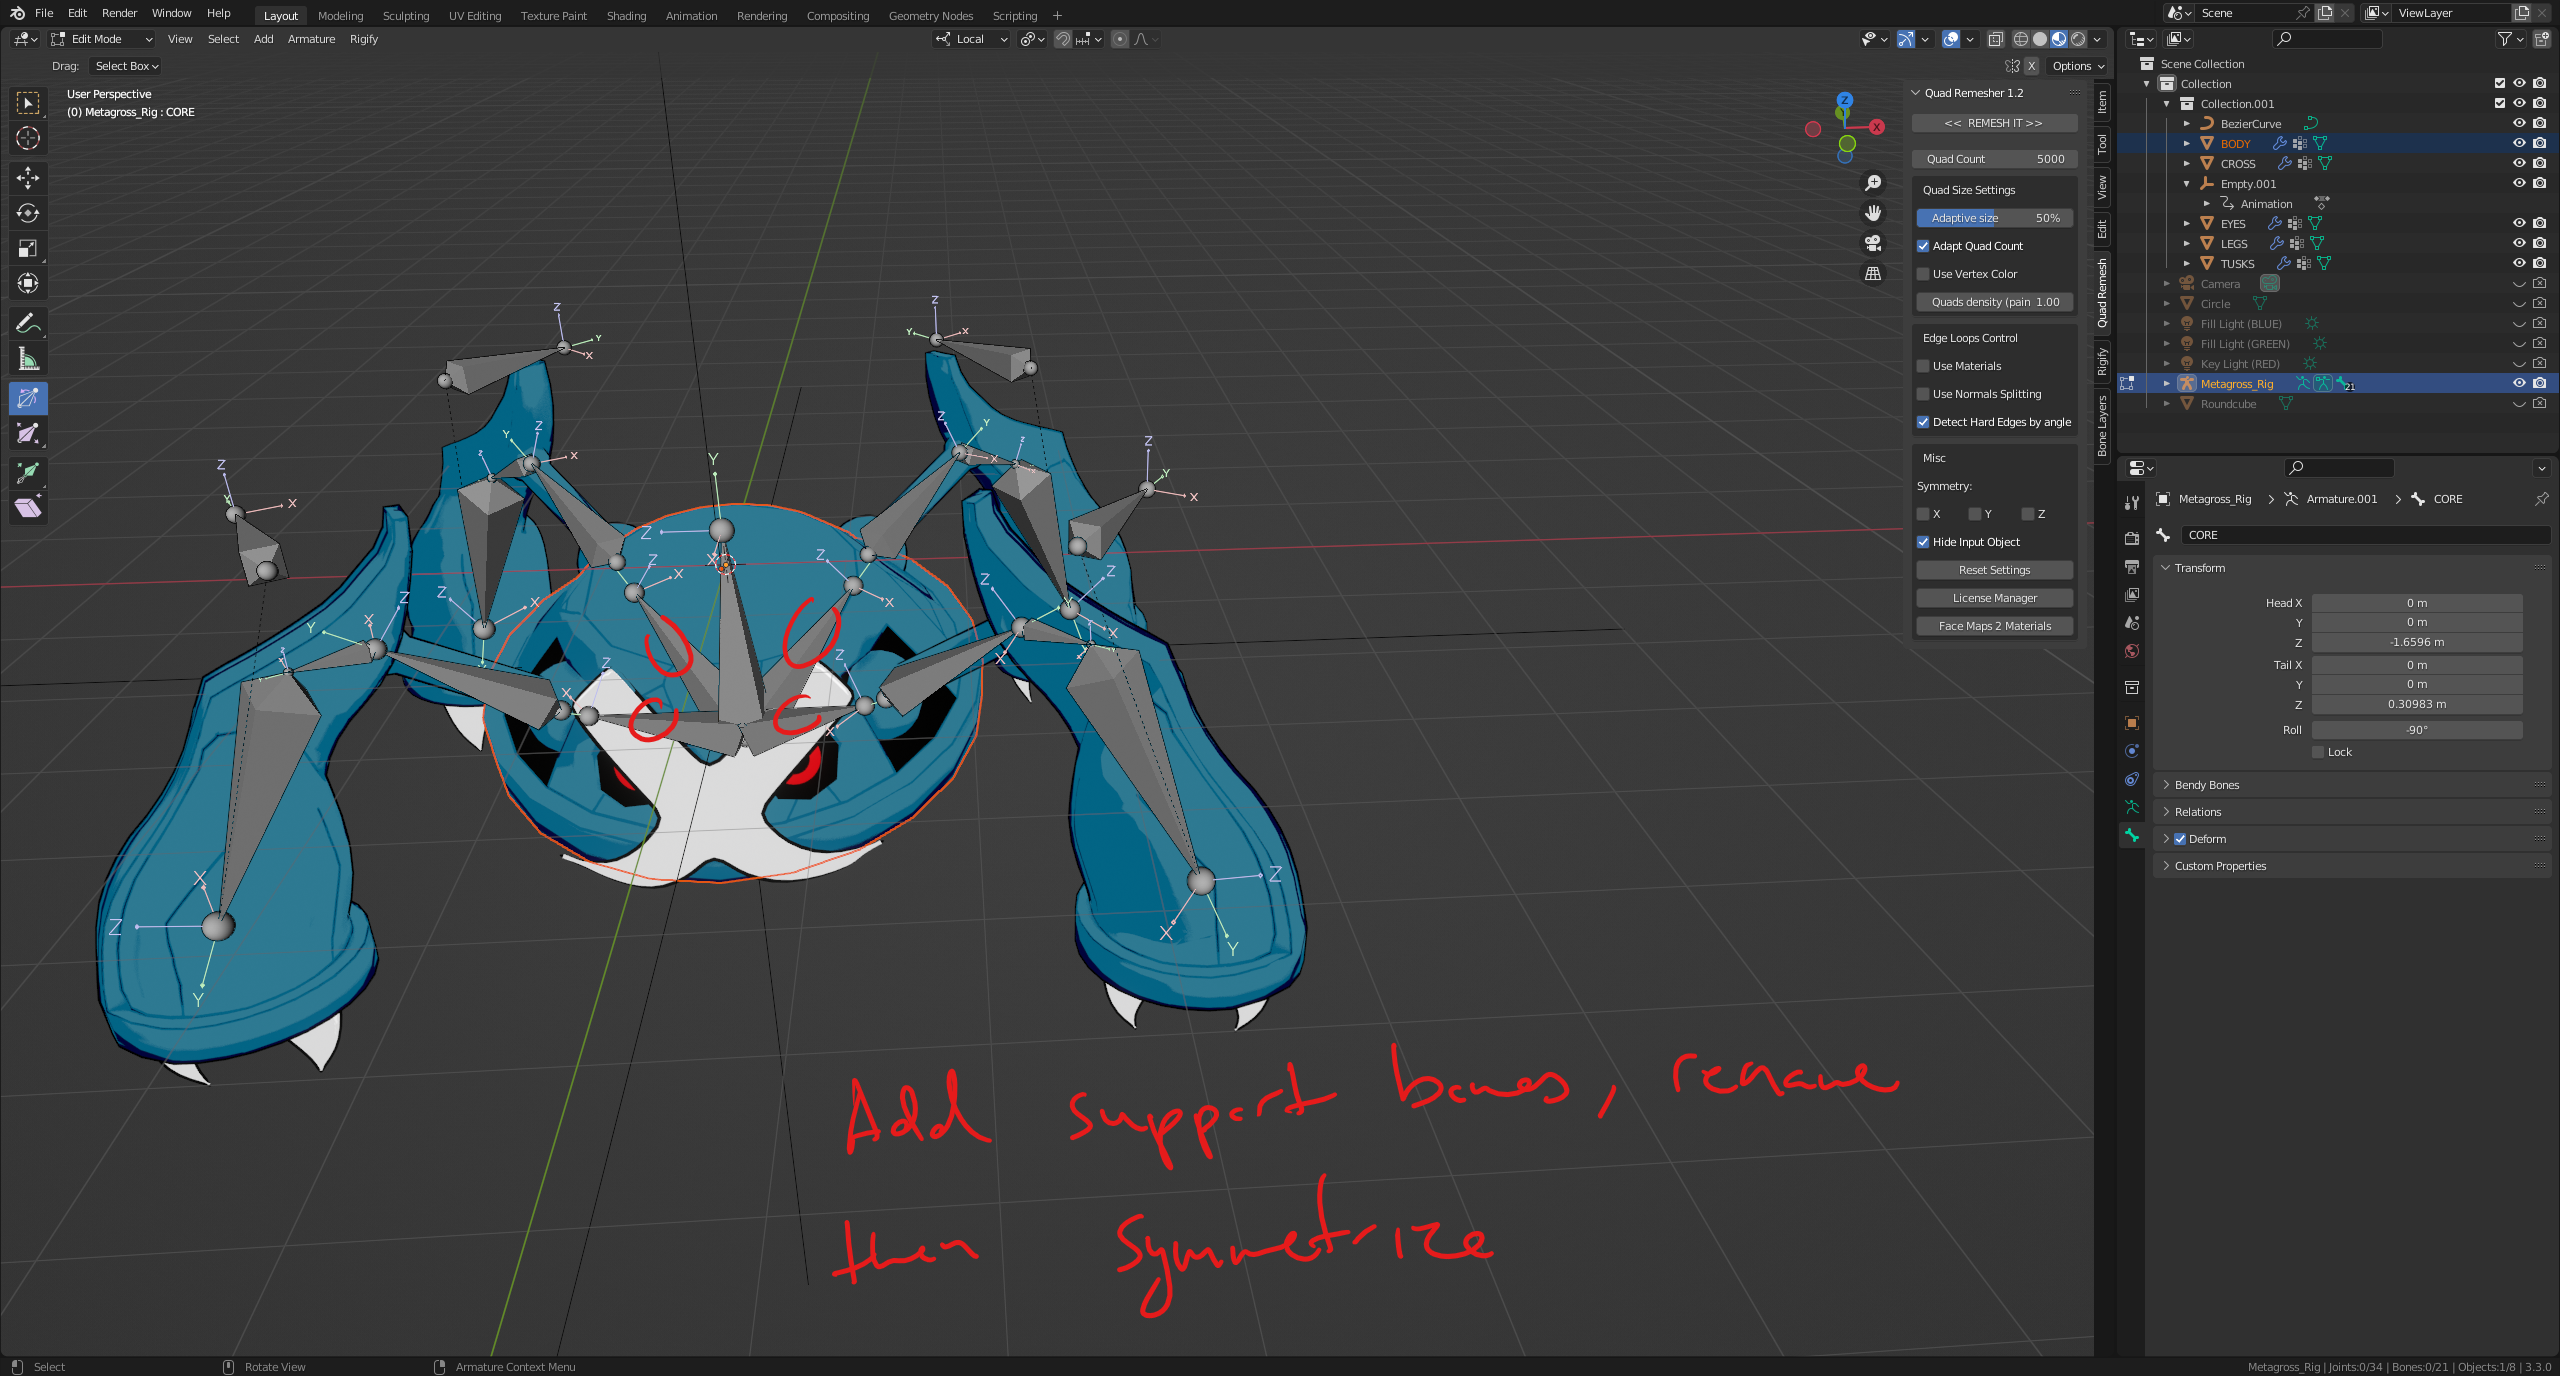 File Edit Render Window Help Layout Modeling Sculpting UV Editing Texture Paint Shading Animation Rendering Compositing Geometry Nodes Scripting + Scene ViewLayer
Edit Mode View Select Add Armature Rigify Local
Drag: Select Box X Options
User Perspective
(0) Metagross_Rig : CORE
Quad Remesher 1.2
<< REMESH IT >>
Quad Count 5000
Quad Size Settings
Adaptive size 50%
Adapt Quad Count
Use Vertex Color
Quads density (pain 1.00
Edge Loops Control
Use Materials
Use Normals Splitting
Detect Hard Edges by angle
Misc
Symmetry:
X Y Z
Hide Input Object
Reset Settings
License Manager
Face Maps 2 Materials
Item
Tool
View
Edit
Quad Remesh
Rigify
Bone Layers
Scene Collection
Collection
Collection.001
BezierCurve
BODY
CROSS
Empty.001
Animation
EYES
LEGS
TUSKS
Camera
Circle
Fill Light (BLUE)
Fill Light (GREEN)
Key Light (RED)
Metagross_Rig 21
Roundcube
Metagross_Rig > Armature.001 > CORE
CORE
Transform
Head X 0 m
Y 0 m
Z -1.6596 m
Tail X 0 m
Y 0 m
Z 0.30983 m
Roll -90°
Lock
Bendy Bones
Relations
Deform
Custom Properties
Add support bones, rename
then symmetrize
Select Rotate View Armature Context Menu
Metagross_Rig | Joints:0/34 | Bones:0/21 | Objects:1/8 | 3.3.0